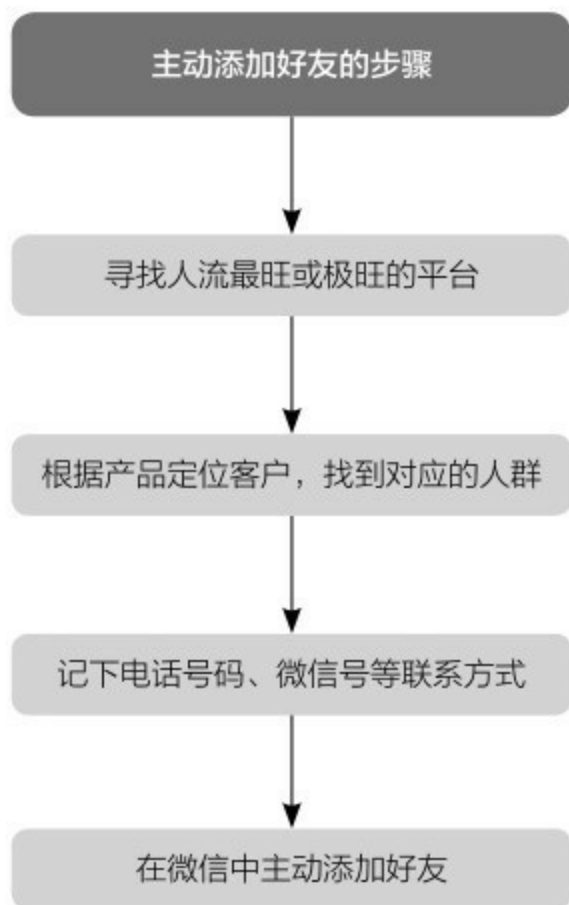 主动添加好友的步骤
寻找人流最旺或极旺的平台
根据产品定位客户，找到对应的人群
记下电话号码、微信号等联系方式
在微信中主动添加好友